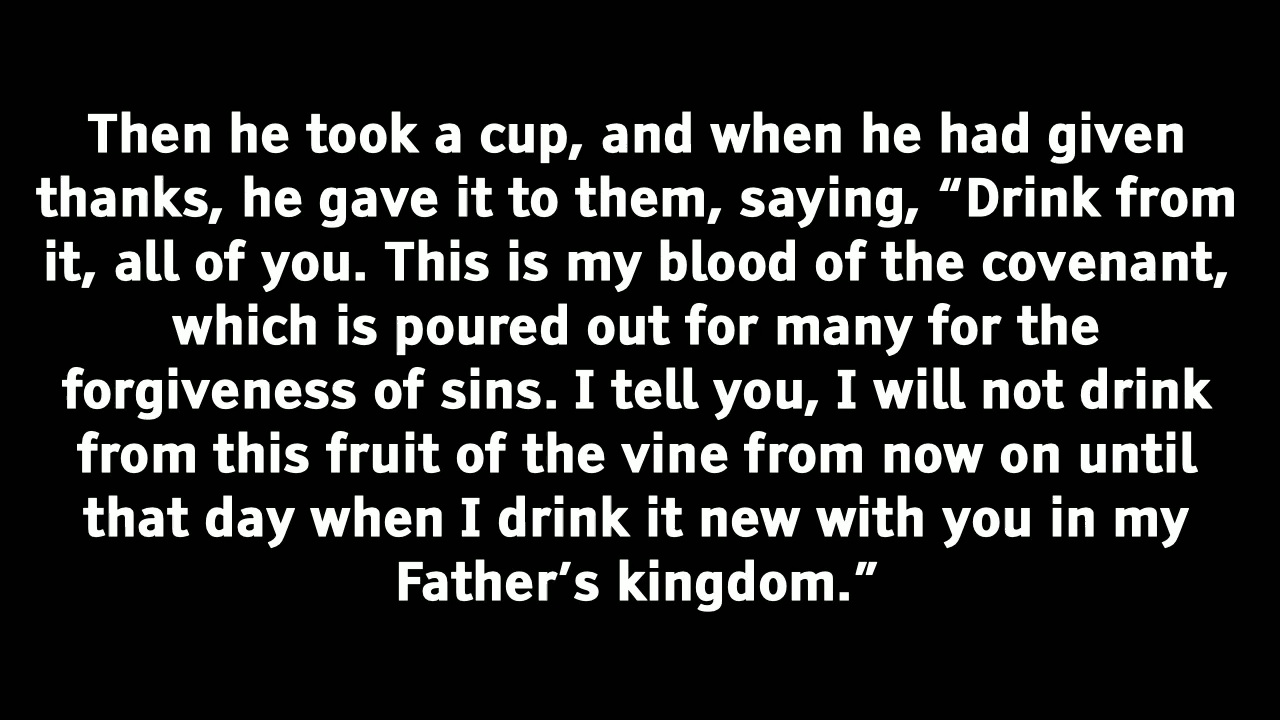 Then he took a cup, and when he had given
thanks, he gave it to them, saying, “Drink from
it, all of you. This is my blood of the covenant,
which is poured out for many for the
forgiveness of sins. I tell you, I will not drink
from this fruit of the vine from now on until
that day when I drink it new with you in my
Father’s kingdom.”